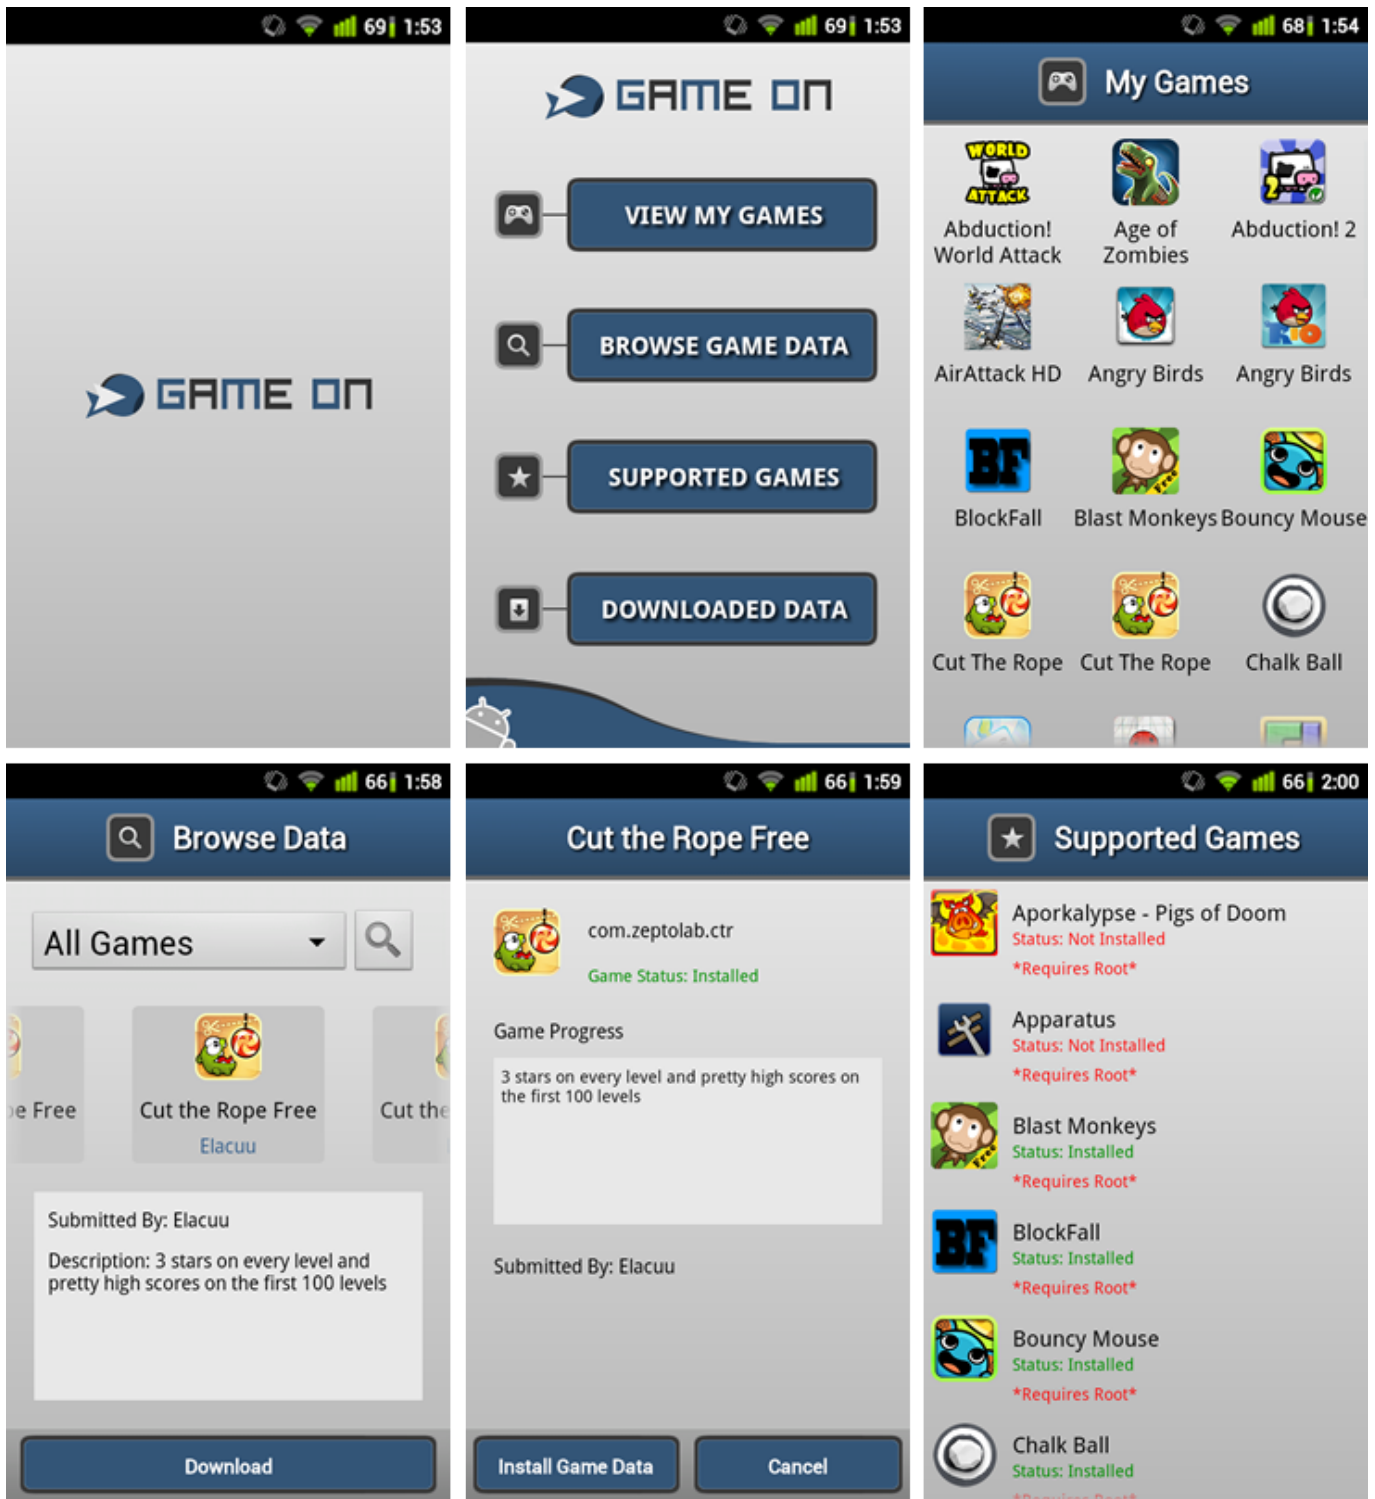 69 1:53
GAME ON
69 1:53
GAME ON
VIEW MY GAMES
BROWSE GAME DATA
SUPPORTED GAMES
DOWNLOADED DATA
68 1:54
My Games
WORLD
ATTACK
2
Abduction!
World Attack
Age of
Zombies
Abduction! 2
RIO
AirAttack HD
Angry Birds
Angry Birds
BF
Free
BlockFall
Blast Monkeys
Bouncy Mouse
Cut The Rope
Cut The Rope
Chalk Ball
66 1:58
Browse Data
All Games
pe Free
Cut the Rope Free
Cut the
Elacuu
Submitted By: Elacuu
Description: 3 stars on every level and
pretty high scores on the first 100 levels
Download
66 1:59
Cut the Rope Free
com.zeptolab.ctr
Game Status: Installed
Game Progress
3 stars on every level and pretty high scores on
the first 100 levels
Submitted By: Elacuu
Install Game Data
Cancel
66 2:00
Supported Games
Aporkalypse - Pigs of Doom
Status: Not Installed
*Requires Root*
Apparatus
Status: Not Installed
*Requires Root*
Free
Blast Monkeys
Status: Installed
*Requires Root*
BF
BlockFall
Status: Installed
*Requires Root*
Bouncy Mouse
Status: Installed
*Requires Root*
Chalk Ball
Status: Installed